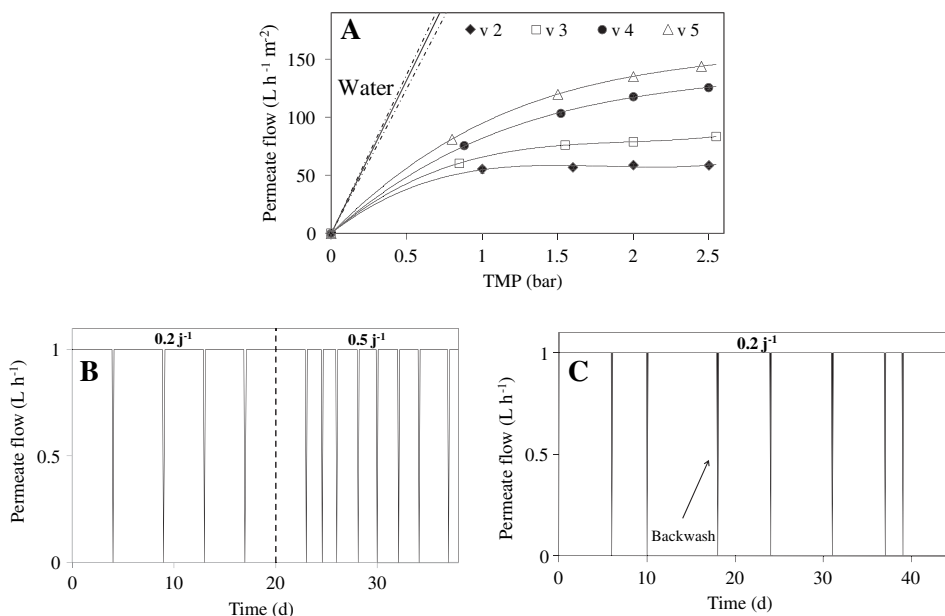 A
v 2
v 3
v 4
v 5
Water
Permeate flow (L h-1 m-2)
150
100
50
0
0
0.5
1
1.5
2
2.5
TMP (bar)
B
0.2 j-1
0.5 j-1
Permeate flow (L h-1)
1
0.5
0
0
10
20
30
Time (d)
C
0.2 j-1
Permeate flow (L h-1)
1
0.5
0
Backwash
0
10
20
30
40
Time (d)